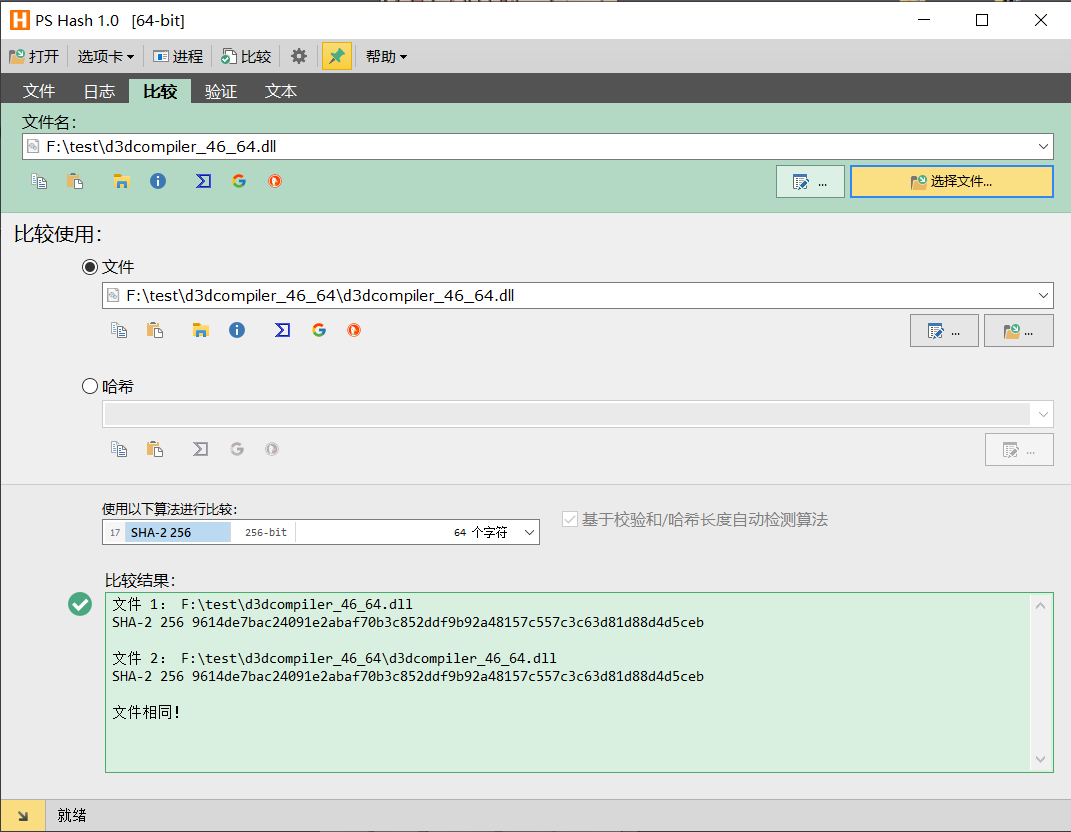 PS Hash 1.0 [64-bit]
打开 选项卡 进程 比较 帮助
文件 日志 比较 验证 文本
文件名:
F:\test\d3dcompiler_46_64.dll
... 选择文件...
比较使用:
文件
F:\test\d3dcompiler_46_64\d3dcompiler_46_64.dll
... ...
哈希
...
使用以下算法进行比较:
17 SHA-2 256 256-bit 64 个字符
基于校验和/哈希长度自动检测算法
比较结果:
文件 1: F:\test\d3dcompiler_46_64.dll
SHA-2 256 9614de7bac24091e2abaf70b3c852ddf9b92a48157c557c3c63d81d88d4d5ceb
文件 2: F:\test\d3dcompiler_46_64\d3dcompiler_46_64.dll
SHA-2 256 9614de7bac24091e2abaf70b3c852ddf9b92a48157c557c3c63d81d88d4d5ceb
文件相同!
就绪